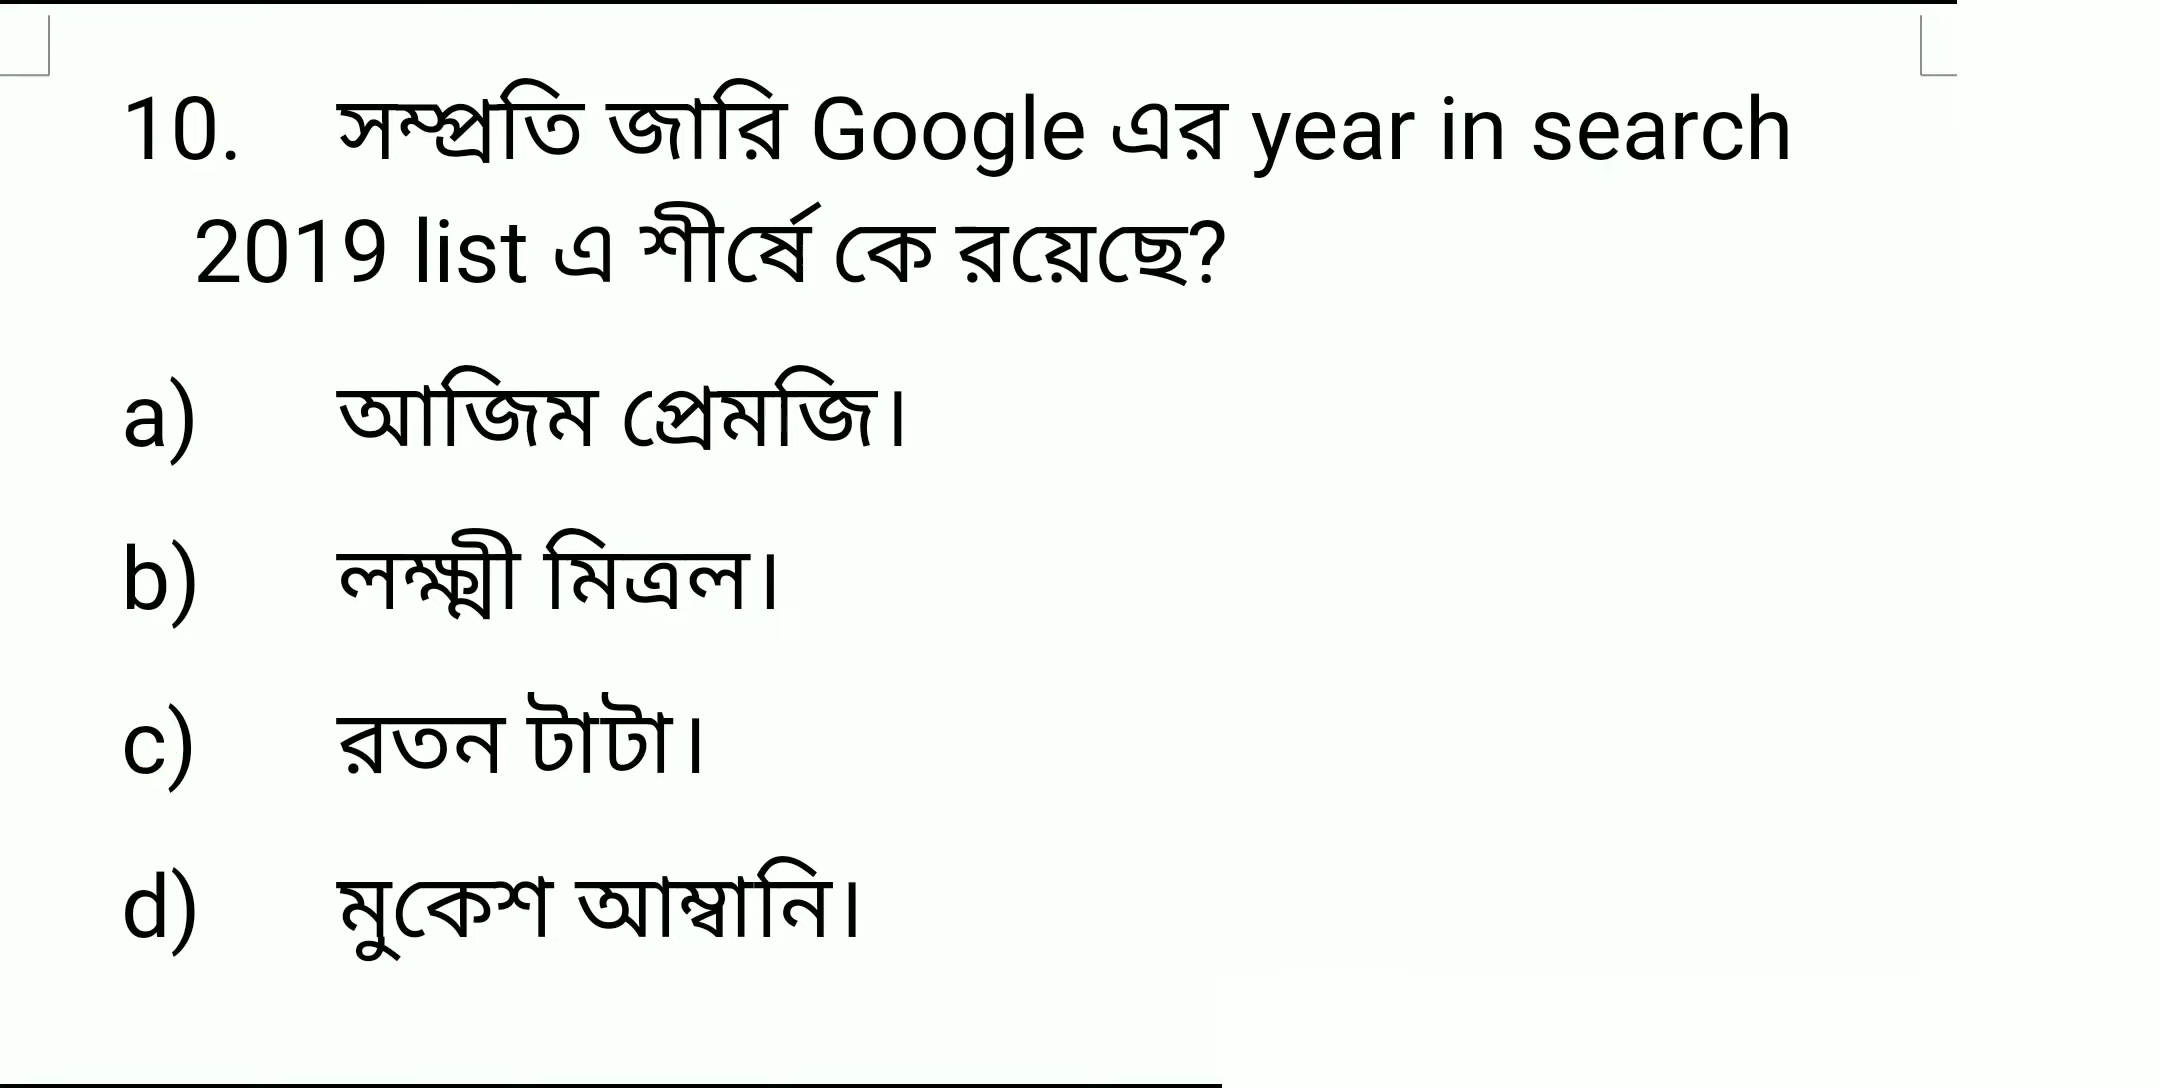 10. সম্প্রতি জারি Google এর year in search
2019 list এ শীর্ষে কে রয়েছে?
a) আজিম প্রেমজি।
b) লক্ষ্মী মিত্রল।
c) রতন টাটা।
d) মুকেশ আম্বানি।